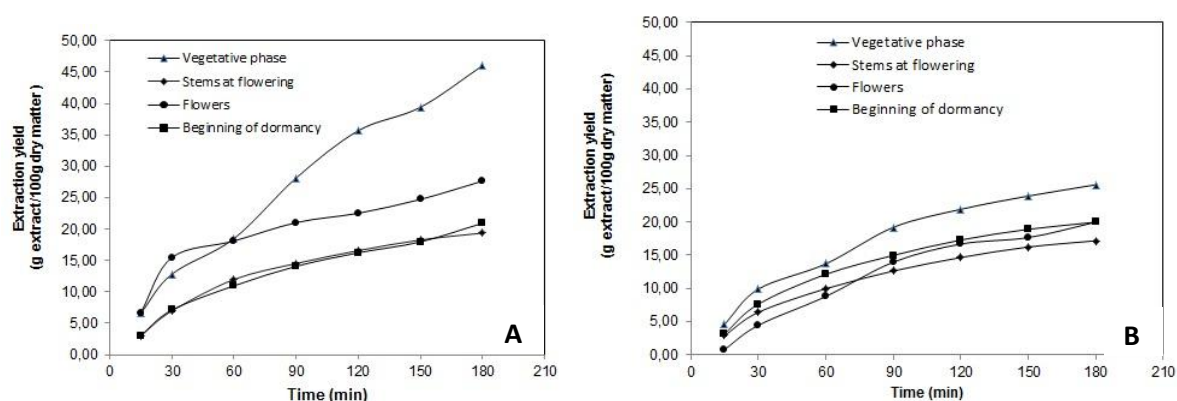 50,00
45,00
40,00
35,00
30,00
25,00
20,00
15,00
10,00
5,00
0,00
Extraction yield
(g extract/100g dry matter)
Vegetative phase
Stems at flowering
Flowers
Beginning of dormancy
A
0 30 60 90 120 150 180 210
Time (min)
50,00
45,00
40,00
35,00
30,00
25,00
20,00
15,00
10,00
5,00
0,00
Extraction yield
(g extract/100g dry matter)
Vegetative phase
Stems at flowering
Flowers
Beginning of dormancy
B
0 30 60 90 120 150 180 210
Time (min)